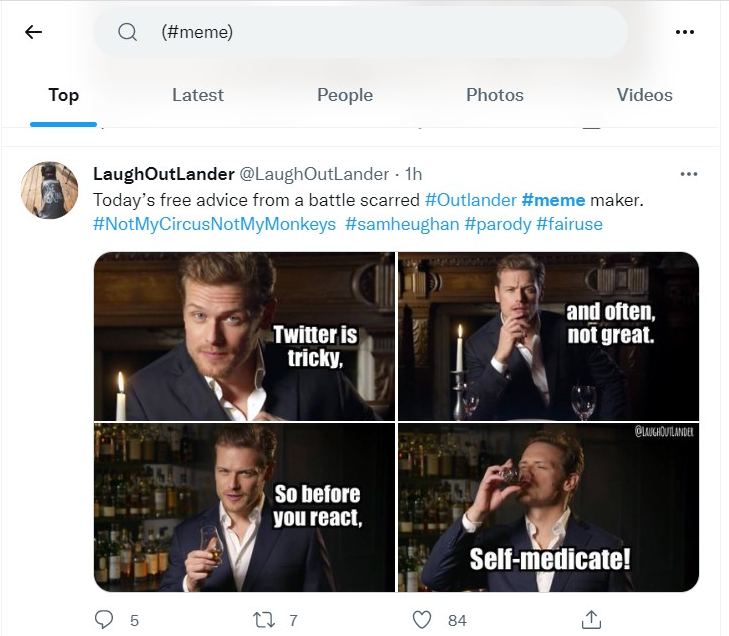 (#meme)
Top Latest People Photos Videos
LaughOutLander @LaughOutLander · 1h
Today’s free advice from a battle scarred #Outlander #meme maker.
#NotMyCircusNotMyMonkeys #samheughan #parody #fairuse
Twitter is
tricky,
and often,
not great.
So before
you react,
@LaughOutLander
Self-medicate!
5 7 84